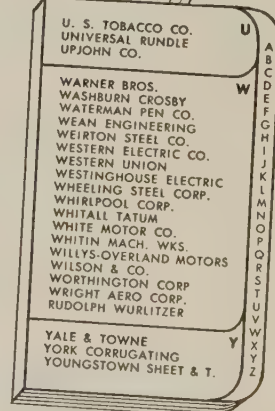 U. S. TOBACCO CO.
U
UNIVERSAL RUNDLE
UPJOHN CO.
WARNER BROS.
W
WASHBURN CROSBY
WATERMAN PEN CO.
WEAN ENGINEERING
WEIRTON STEEL CO.
WESTERN ELECTRIC CO.
WESTERN UNION
WESTINGHOUSE ELECTRIC
WHEELING STEEL CORP.
WHIRLPOOL CORP.
WHITALL TATUM
WHITE MOTOR CO.
WHITIN MACH. WKS.
WILLYS-OVERLAND MOTORS
WILSON & CO.
WORTHINGTON CORP
WRIGHT AERO CORP.
RUDOLPH WURLITZER
YALE & TOWNE
Y
YORK CORRUGATING
YOUNGSTOWN SHEET & T.
A
B
C
D
E
F
G
H
I
J
K
L
M
N
O
P
Q
R
S
T
U
V
W
X
Y
Z